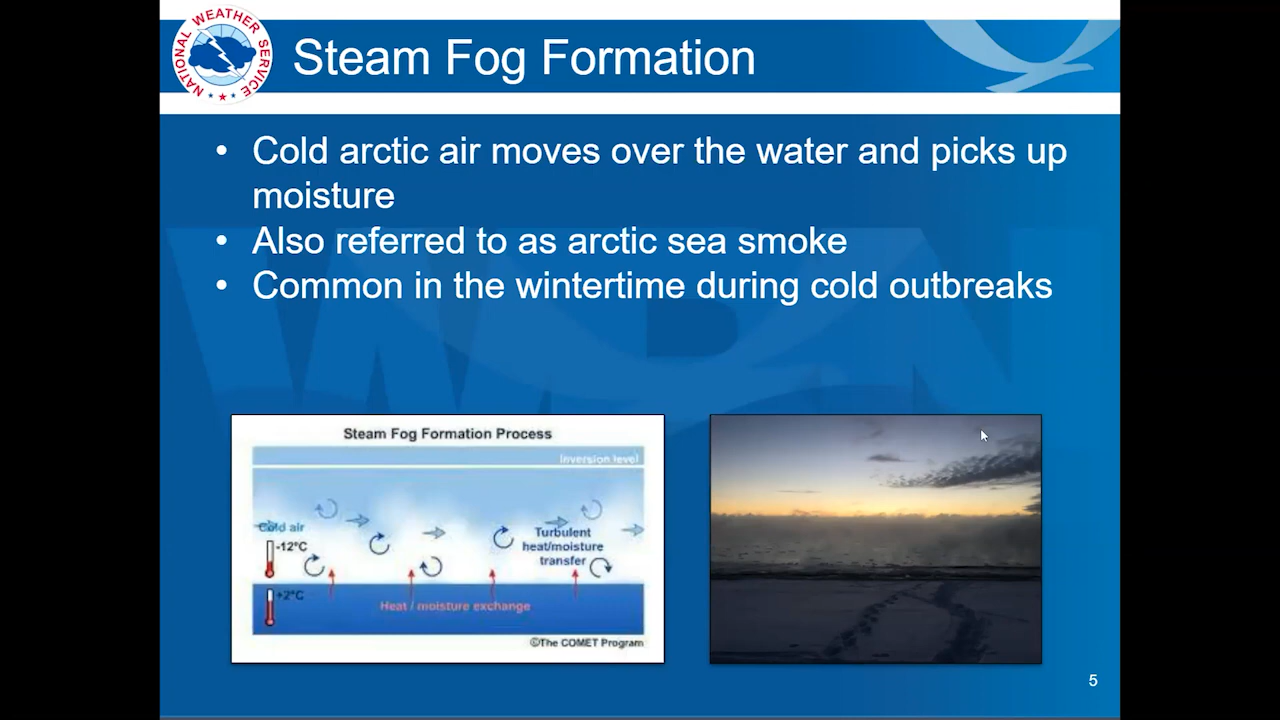 NATIONAL WEATHER SERVICE
Steam Fog Formation
• Cold arctic air moves over the water and picks up
moisture
• Also referred to as arctic sea smoke
• Common in the wintertime during cold outbreaks
WRN
Steam Fog Formation Process
Inversion level
Cold air
-12°C
Turbulent
heat/moisture
transfer
+2°C
Heat / moisture exchange
©The COMET Program
5